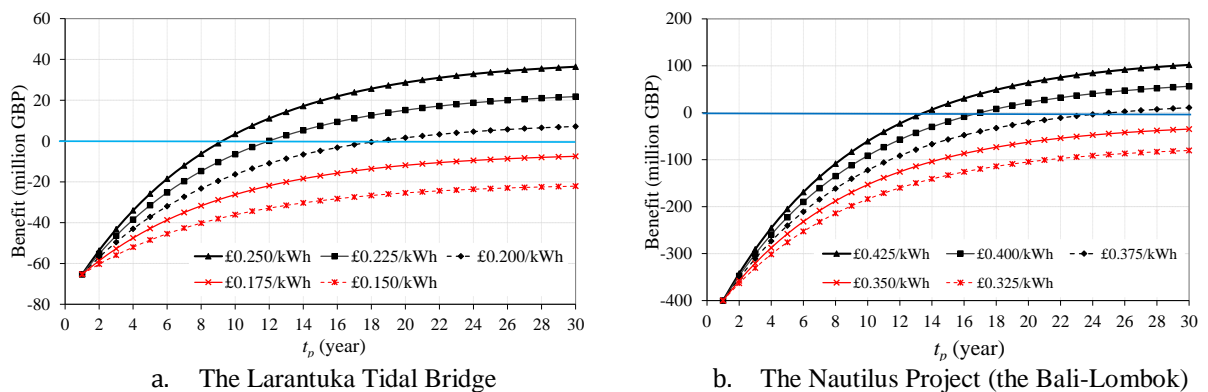 Benefit (million GBP)
60
40
20
0
-20
-40
-60
-80
£0.250/kWh £0.225/kWh £0.200/kWh
£0.175/kWh £0.150/kWh
0 2 4 6 8 10 12 14 16 18 20 22 24 26 28 30
t_p (year)
a. The Larantuka Tidal Bridge
Benefit (million GBP)
200
100
0
-100
-200
-300
-400
£0.425/kWh £0.400/kWh £0.375/kWh
£0.350/kWh £0.325/kWh
0 2 4 6 8 10 12 14 16 18 20 22 24 26 28 30
t_p (year)
b. The Nautilus Project (the Bali-Lombok)